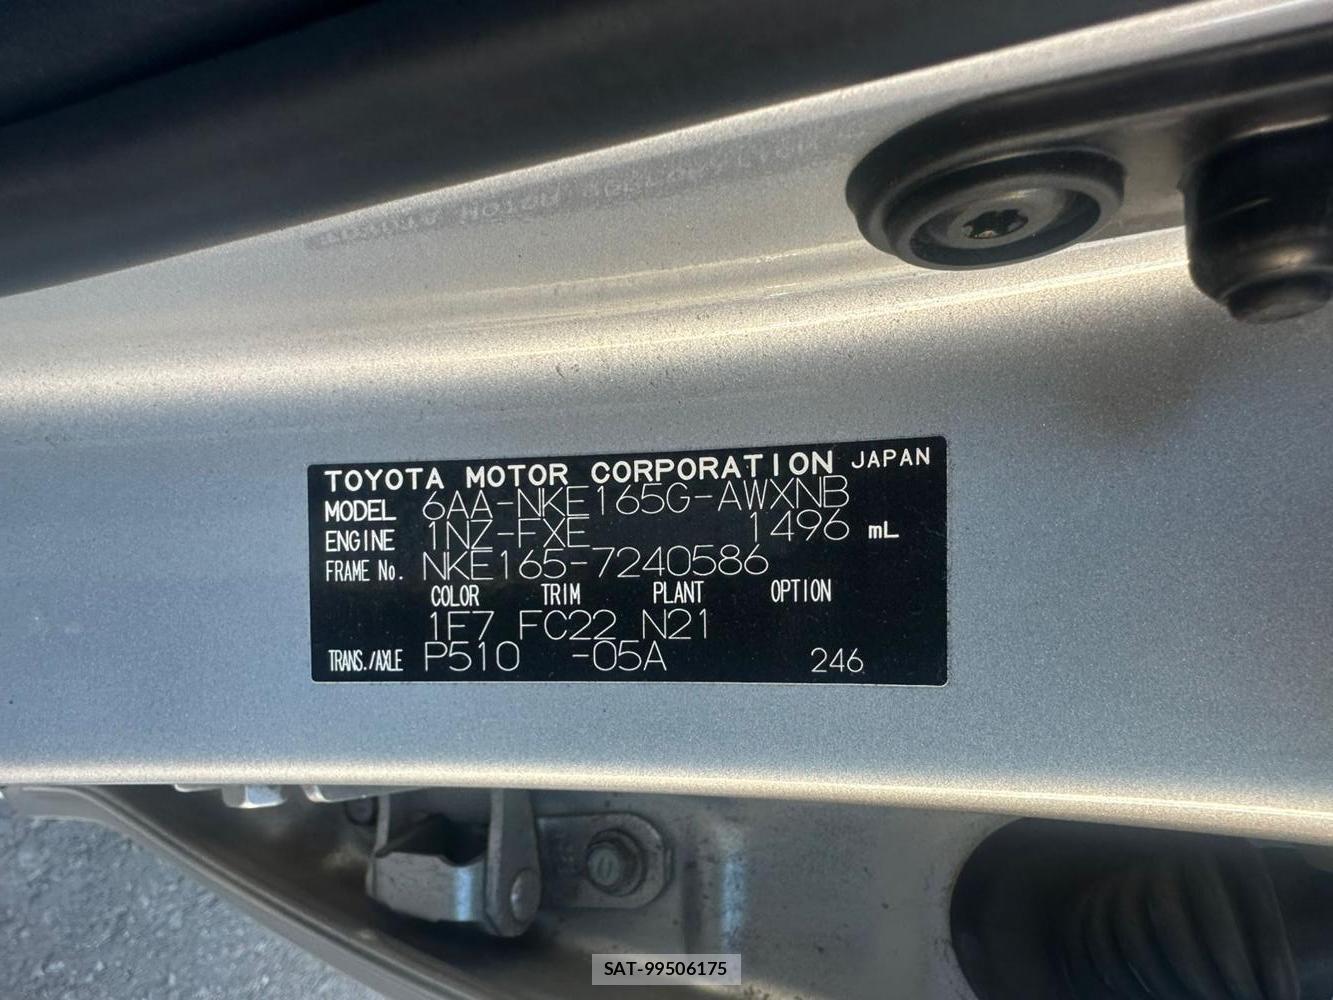 TOYOTA MOTOR CORPORATION JAPAN
MODEL 6AA-NKE165G-AWXNB
ENGINE 1NZ-FXE 1496 mL
FRAME No. NKE165-7240586
COLOR TRIM PLANT OPTION
1F7 FC22 N21
TRANS./AXLE P510 -05A 246
SAT-99506175